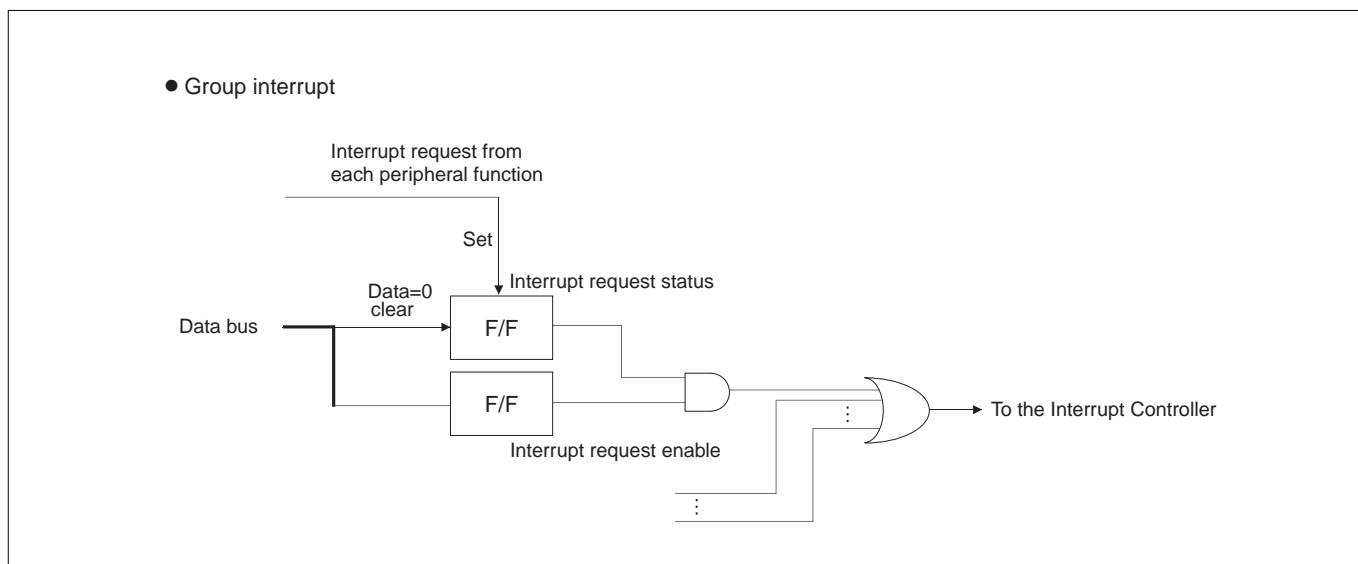 ● Group interrupt
Interrupt request from
each peripheral function
Set
Interrupt request status
Data=0
clear
Data bus
F/F
F/F
Interrupt request enable
To the Interrupt Controller
⋮
⋮